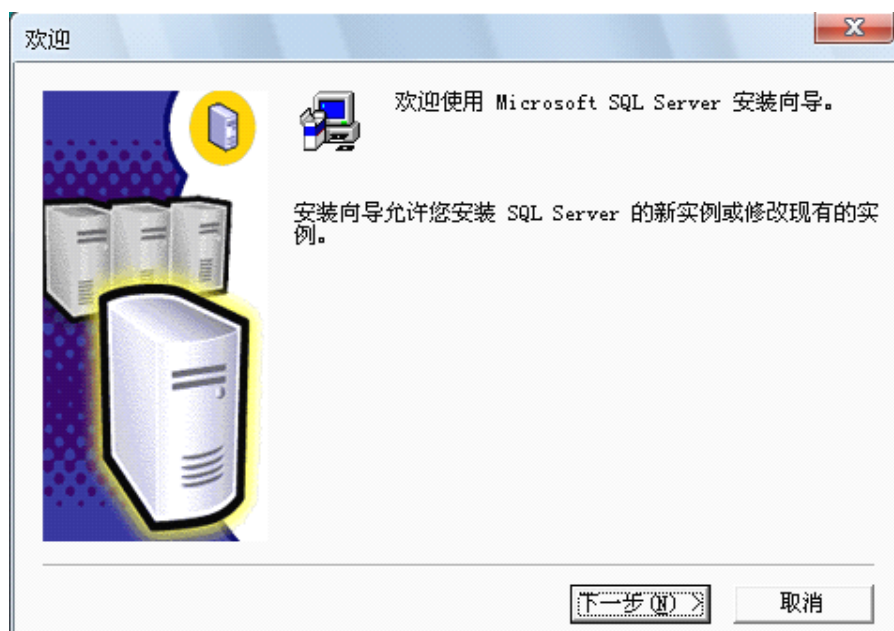 欢迎
欢迎使用 Microsoft SQL Server 安装向导。
安装向导允许您安装 SQL Server 的新实例或修改现有的实
例。
下一步(N) >
取消